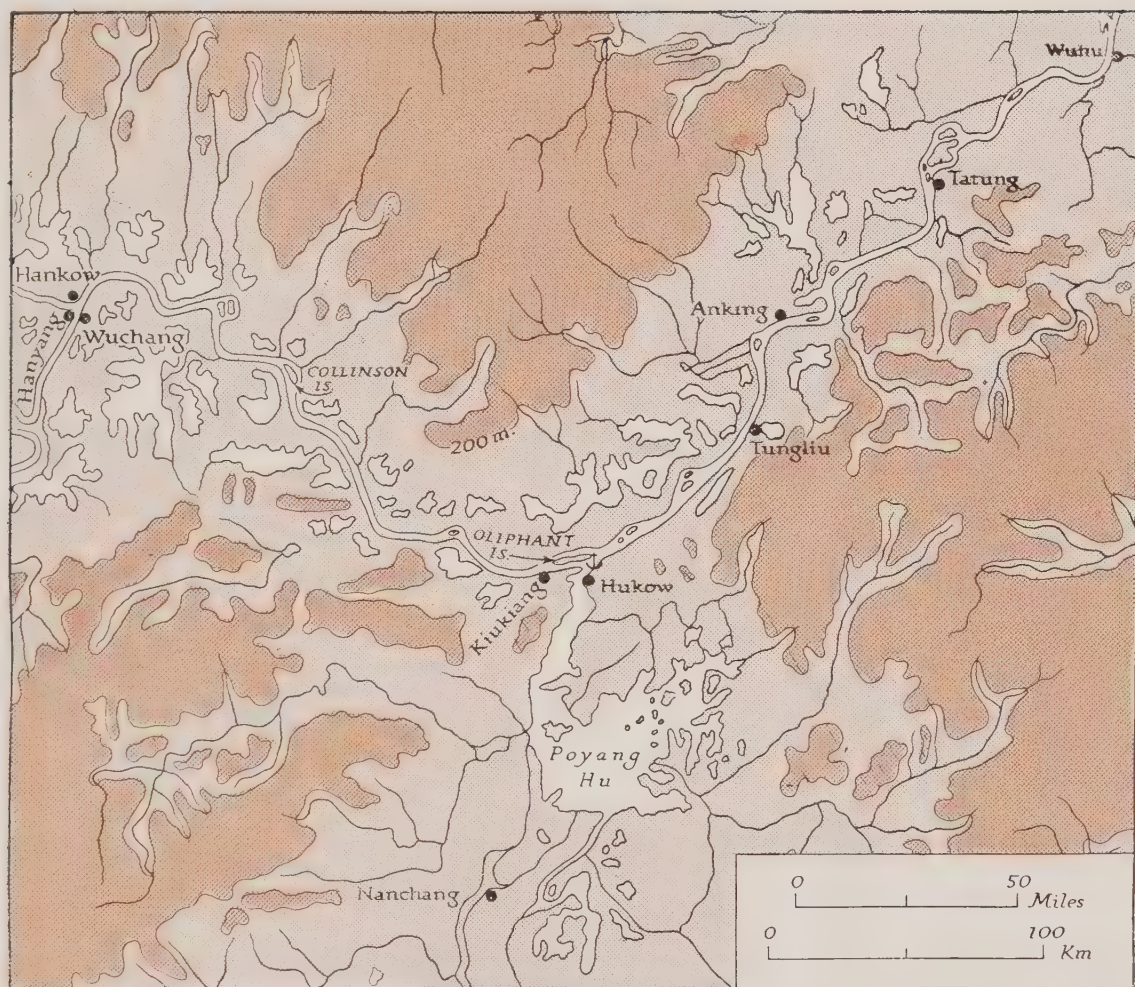 Wuhu
Tatung
Hankow
Anking
Hanyang
Wuchang
COLLINSON
IS.
200 m.
Tungliu
OLIPHANT
IS.
Kiukiang
Hukow
Poyang
Hu
Nanchang
0 50
Miles
0 100
Km